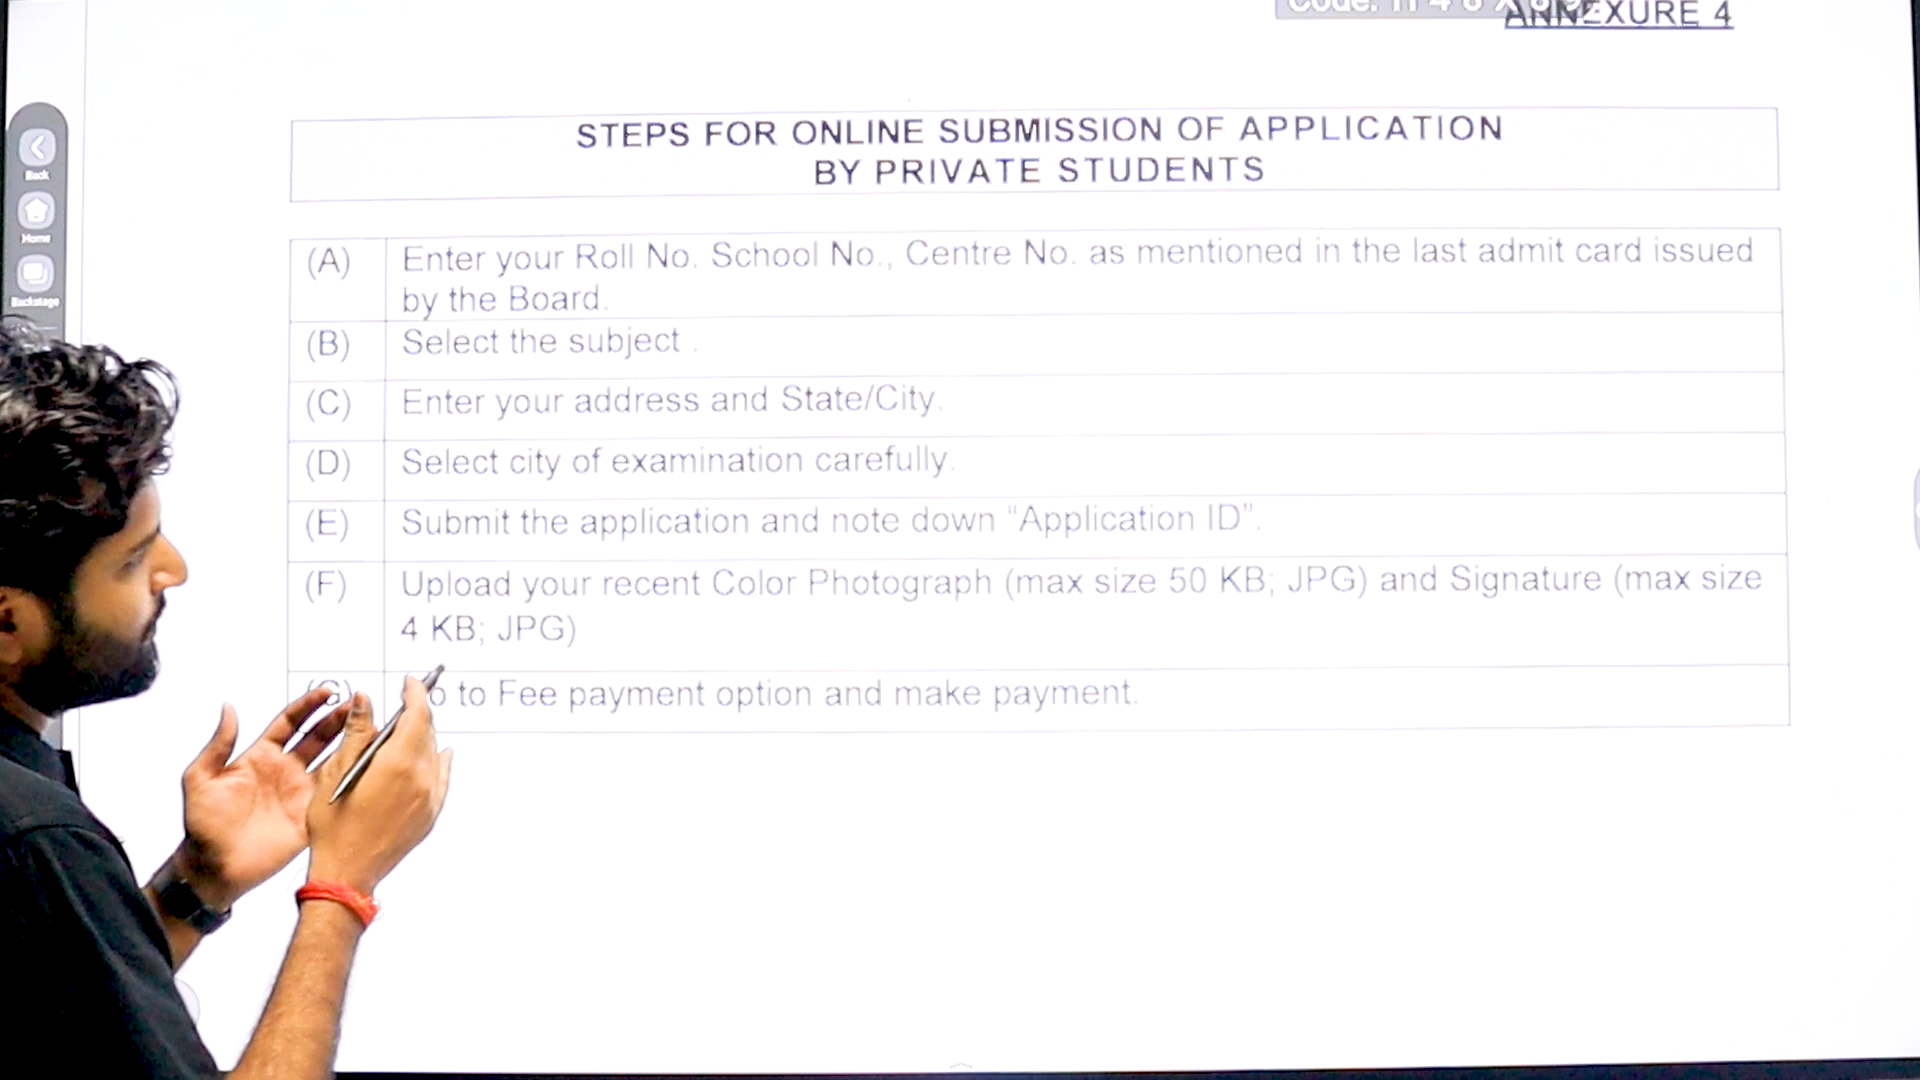 ANNEXURE 4
Back
Home
Backstage
STEPS FOR ONLINE SUBMISSION OF APPLICATION
BY PRIVATE STUDENTS
(A) Enter your Roll No. School No., Centre No. as mentioned in the last admit card issued
by the Board.
(B) Select the subject .
(C) Enter your address and State/City.
(D) Select city of examination carefully.
(E) Submit the application and note down “Application ID”.
(F) Upload your recent Color Photograph (max size 50 KB; JPG) and Signature (max size
4 KB; JPG)
(G) to Fee payment option and make payment.